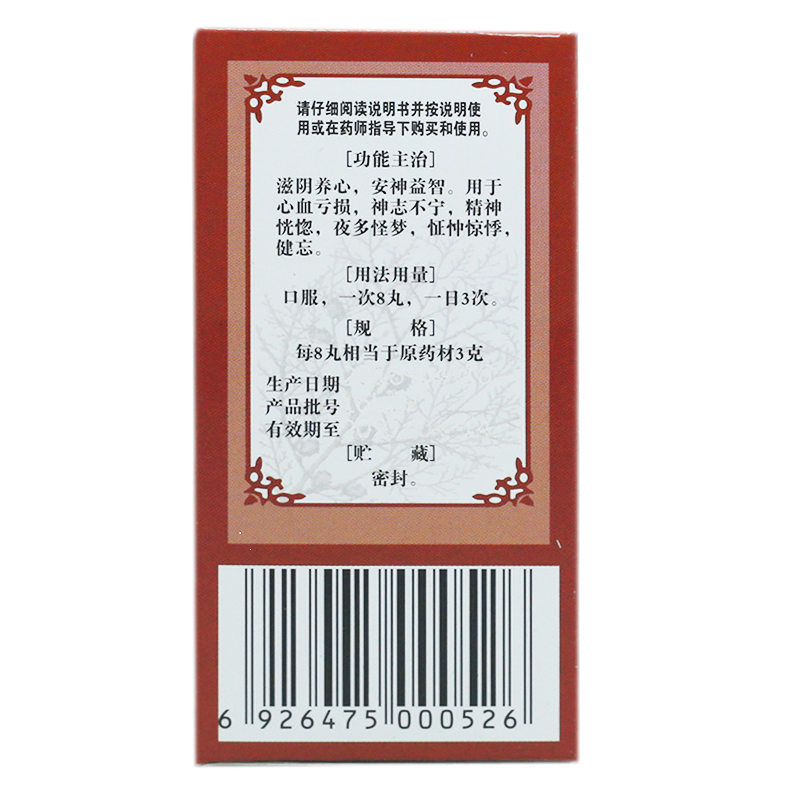 请仔细阅读说明书并按说明使
用或在药师指导下购买和使用。
[功能主治]
滋阴养心，安神益智。用于
心血亏损，神志不宁，精神
恍惚，夜多怪梦，怔忡惊悸，
健忘。
[用法用量]
口服，一次8丸，一日3次。
[规 格]
每8丸相当于原药材3克
生产日期
产品批号
有效期至
[贮 藏]
密封。
6 926475 000526